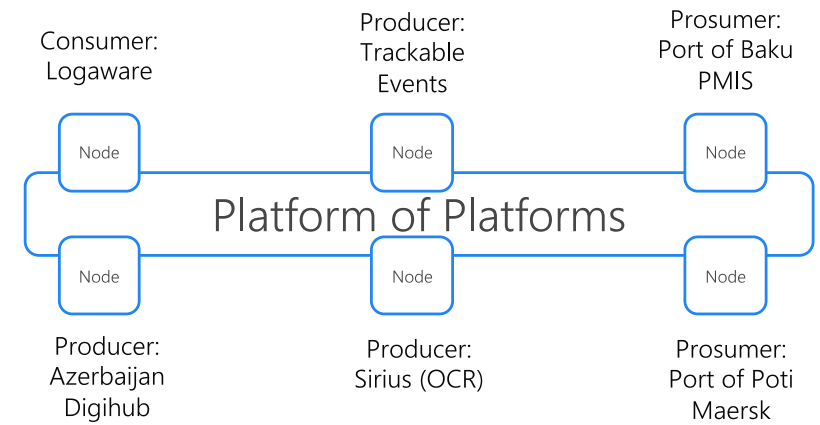 Consumer:
Logaware
Producer:
Trackable
Events
Prosumer:
Port of Baku
PMIS
Node
Node
Node
Platform of Platforms
Node
Node
Node
Producer:
Azerbaijan
Digihub
Producer:
Sirius (OCR)
Prosumer:
Port of Poti
Maersk